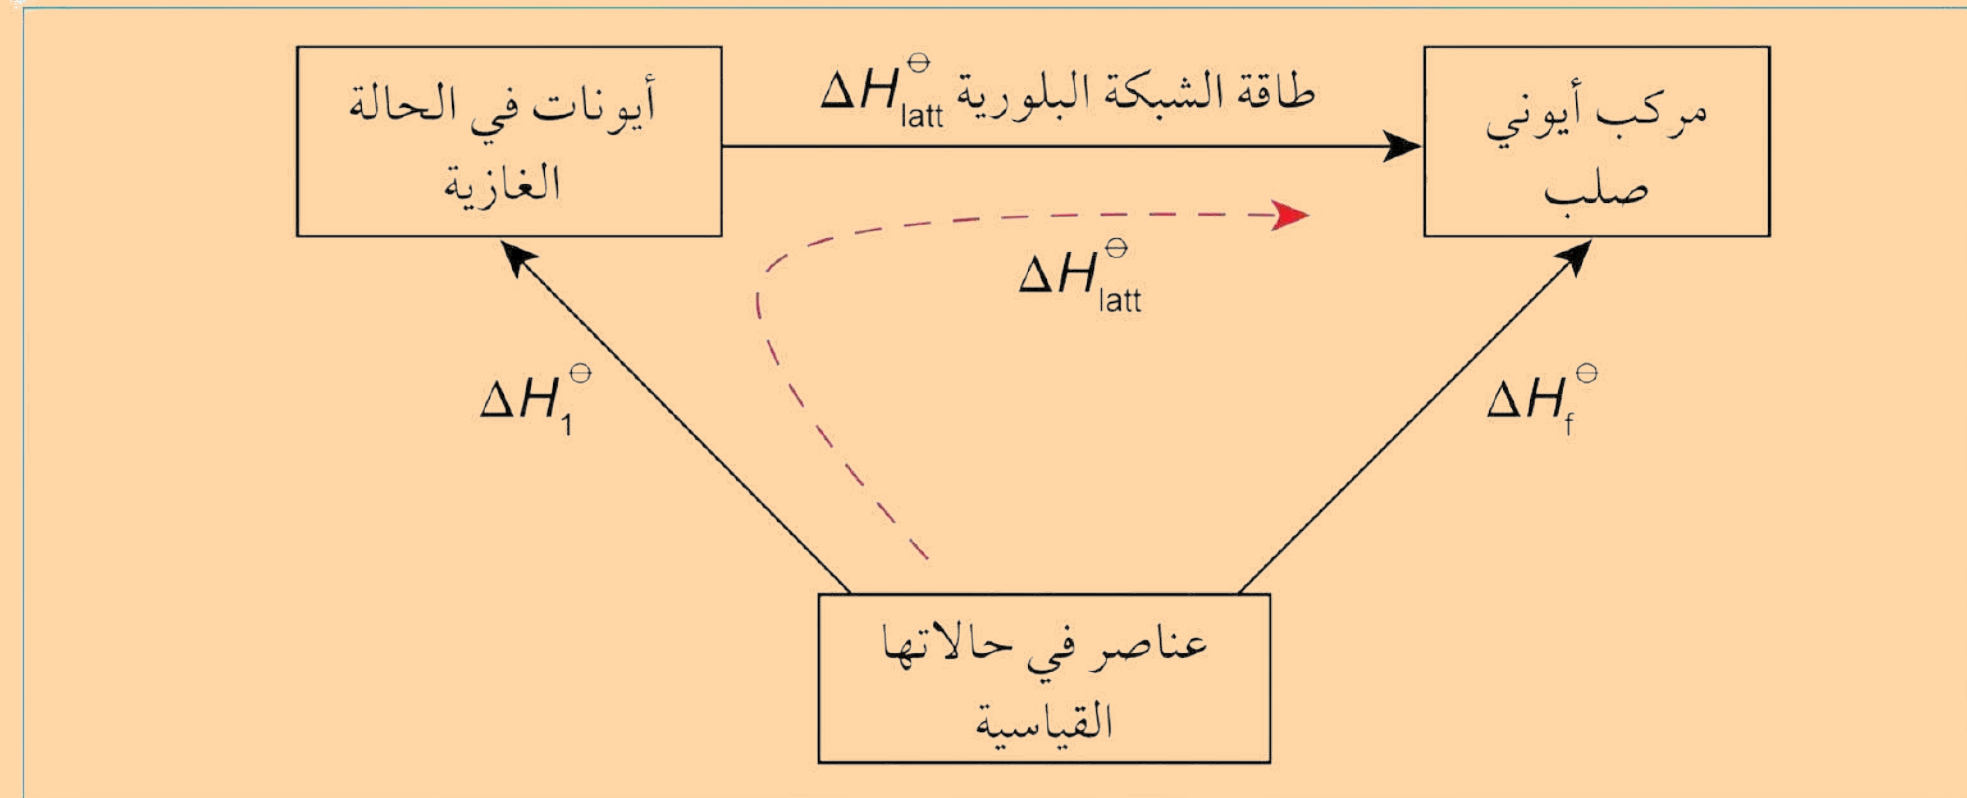 أيونات في الحالة
الغازية
طاقة الشبكة البلورية ΔH⦵latt
مركب أيوني
صلب
ΔH⦵latt
ΔH⦵1
ΔH⦵f
عناصر في حالاتها
القياسية